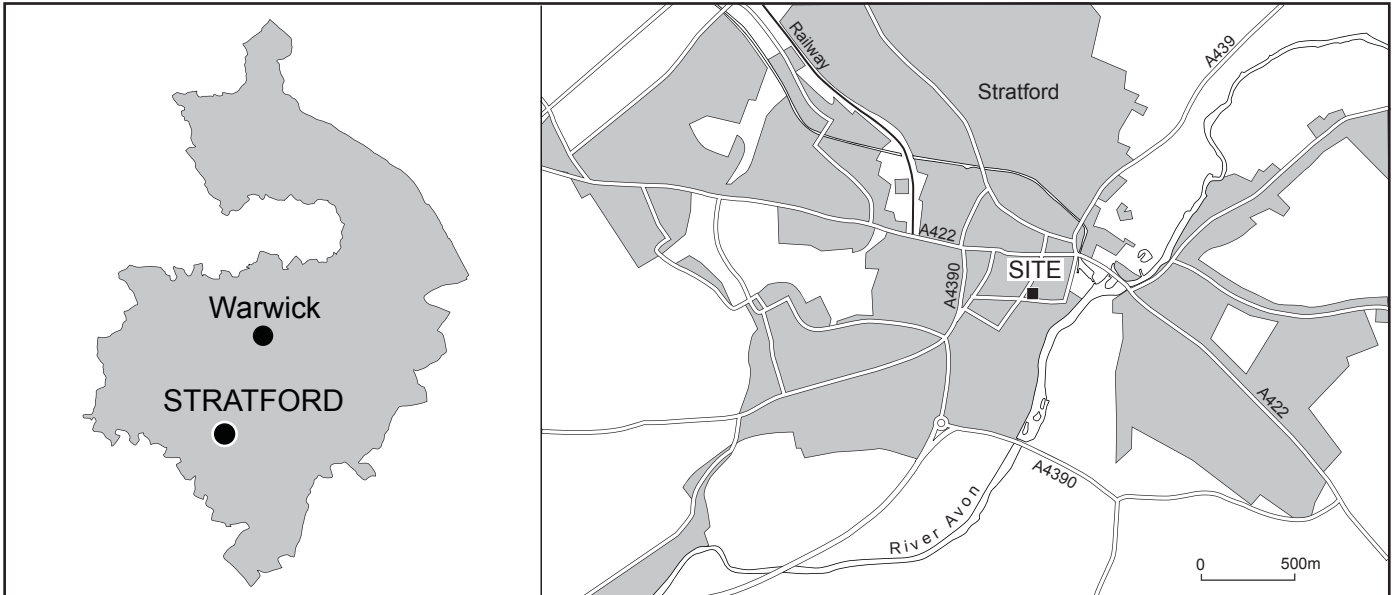 Warwick
STRATFORD
Railway
A439
Stratford
A422
SITE
A4390
A422
A4390
River Avon
0 500m